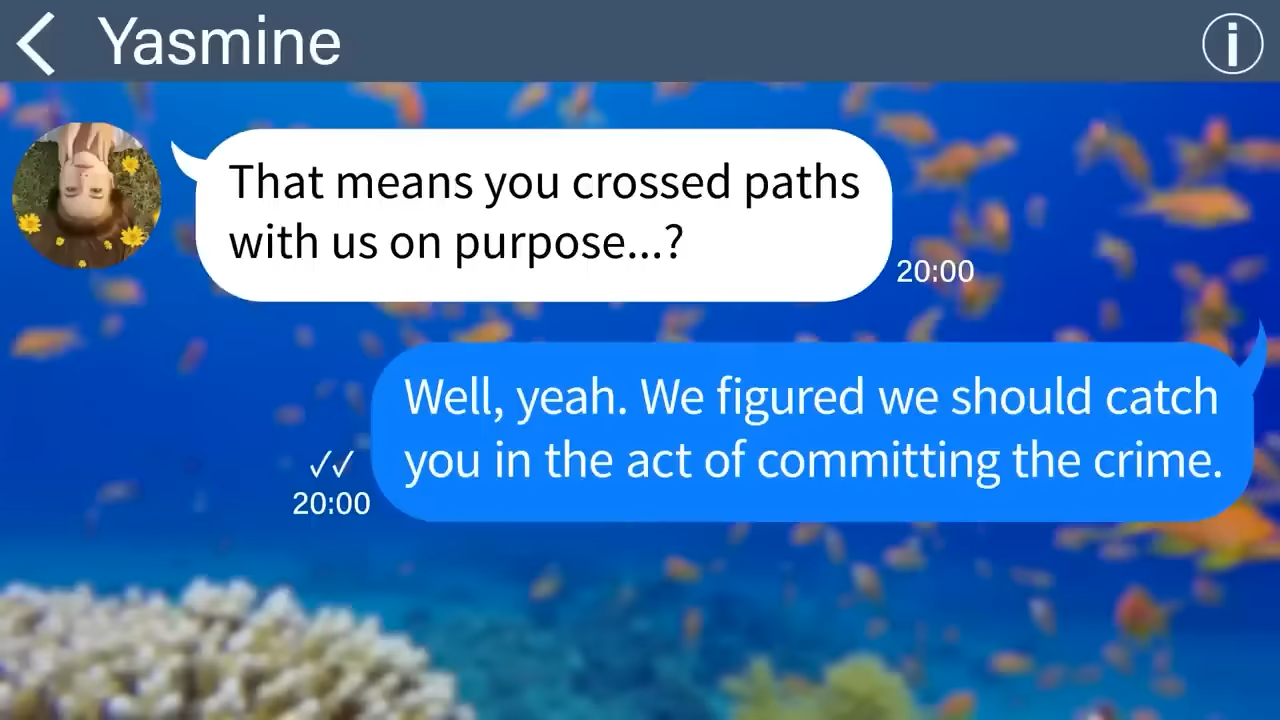 Yasmine
That means you crossed paths
with us on purpose...?
20:00
Well, yeah. We figured we should catch
you in the act of committing the crime.
20:00